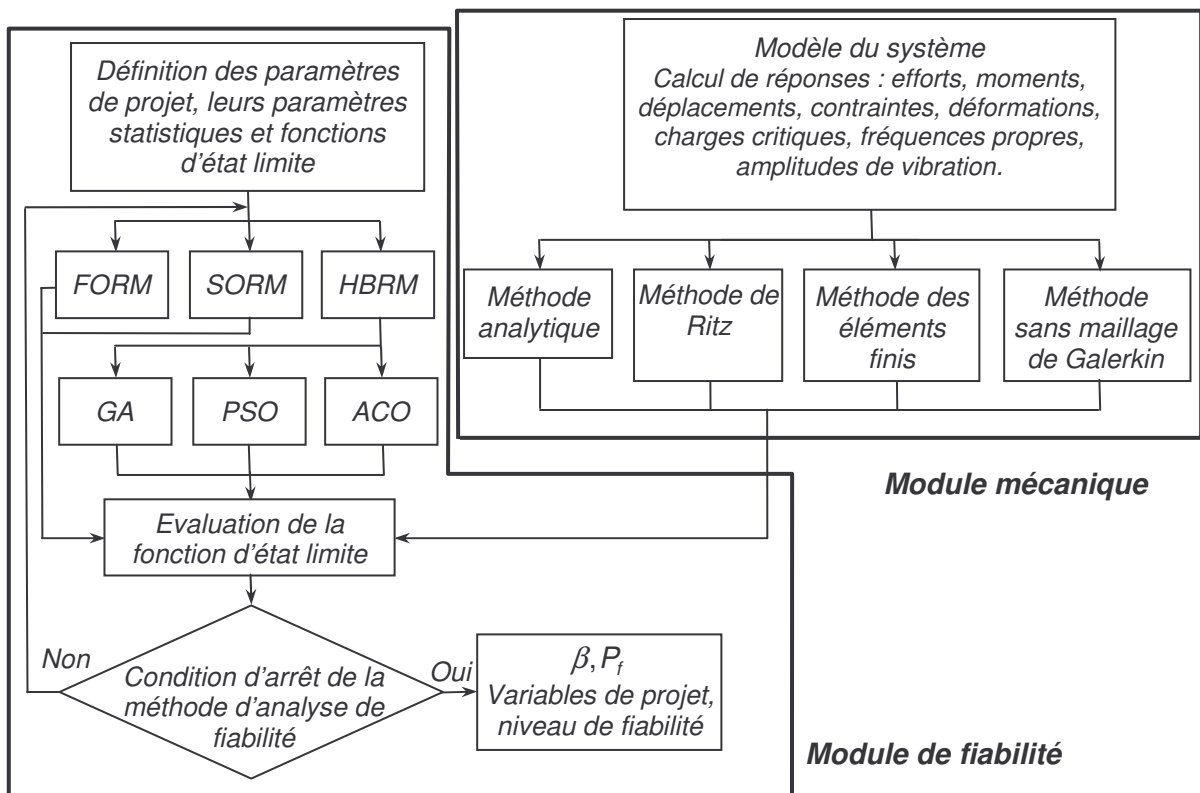 Définition des paramètres
de projet, leurs paramètres
statistiques et fonctions
d'état limite
FORM
SORM
HBRM
GA
PSO
ACO
Evaluation de la
fonction d'état limite
Condition d'arrêt de la
méthode d'analyse de
fiabilité
Non
Oui
β, P_f
Variables de projet,
niveau de fiabilité
Module de fiabilité
Modèle du système
Calcul de réponses : efforts, moments,
déplacements, contraintes, déformations,
charges critiques, fréquences propres,
amplitudes de vibration.
Méthode
analytique
Méthode de
Ritz
Méthode des
éléments
finis
Méthode
sans maillage
de Galerkin
Module mécanique